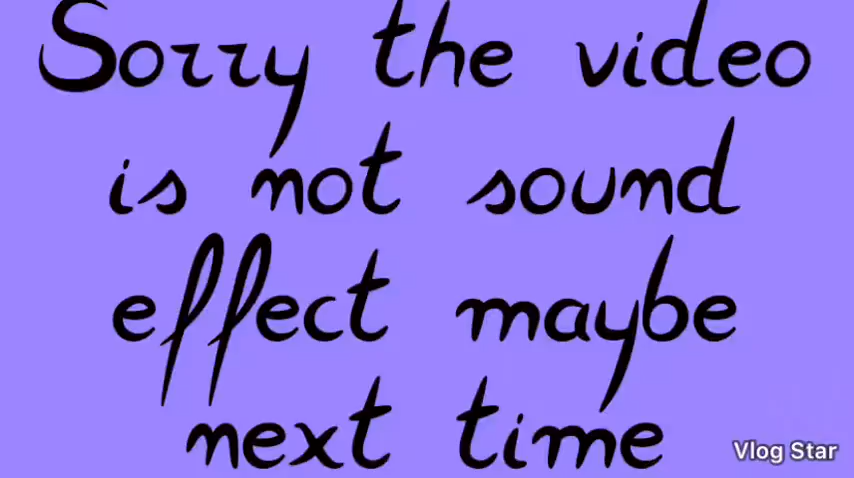 Sorry the video
is not sound
effect maybe
next time
Vlog Star